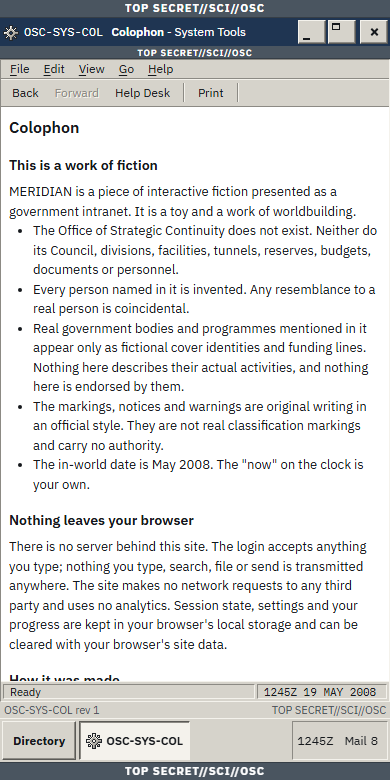 TOP SECRET//SCI//OSC
OSC-SYS-COL Colophon - System Tools
TOP SECRET//SCI//OSC
File Edit View Go Help
Back Forward Help Desk Print
Colophon
This is a work of fiction
MERIDIAN is a piece of interactive fiction presented as a
government intranet. It is a toy and a work of worldbuilding.
• The Office of Strategic Continuity does not exist. Neither do
its Council, divisions, facilities, tunnels, reserves, budgets,
documents or personnel.
• Every person named in it is invented. Any resemblance to a
real person is coincidental.
• Real government bodies and programmes mentioned in it
appear only as fictional cover identities and funding lines.
Nothing here describes their actual activities, and nothing
here is endorsed by them.
• The markings, notices and warnings are original writing in
an official style. They are not real classification markings
and carry no authority.
• The in-world date is May 2008. The "now" on the clock is
your own.
Nothing leaves your browser
There is no server behind this site. The login accepts anything
you type; nothing you type, search, file or send is transmitted
anywhere. The site makes no network requests to any third
party and uses no analytics. Session state, settings and your
progress are kept in your browser's local storage and can be
cleared with your browser's site data.
How it was made
Ready 1245Z 19 MAY 2008
OSC-SYS-COL rev 1 TOP SECRET//SCI//OSC
Directory OSC-SYS-COL 1245Z Mail 8
TOP SECRET//SCI//OSC